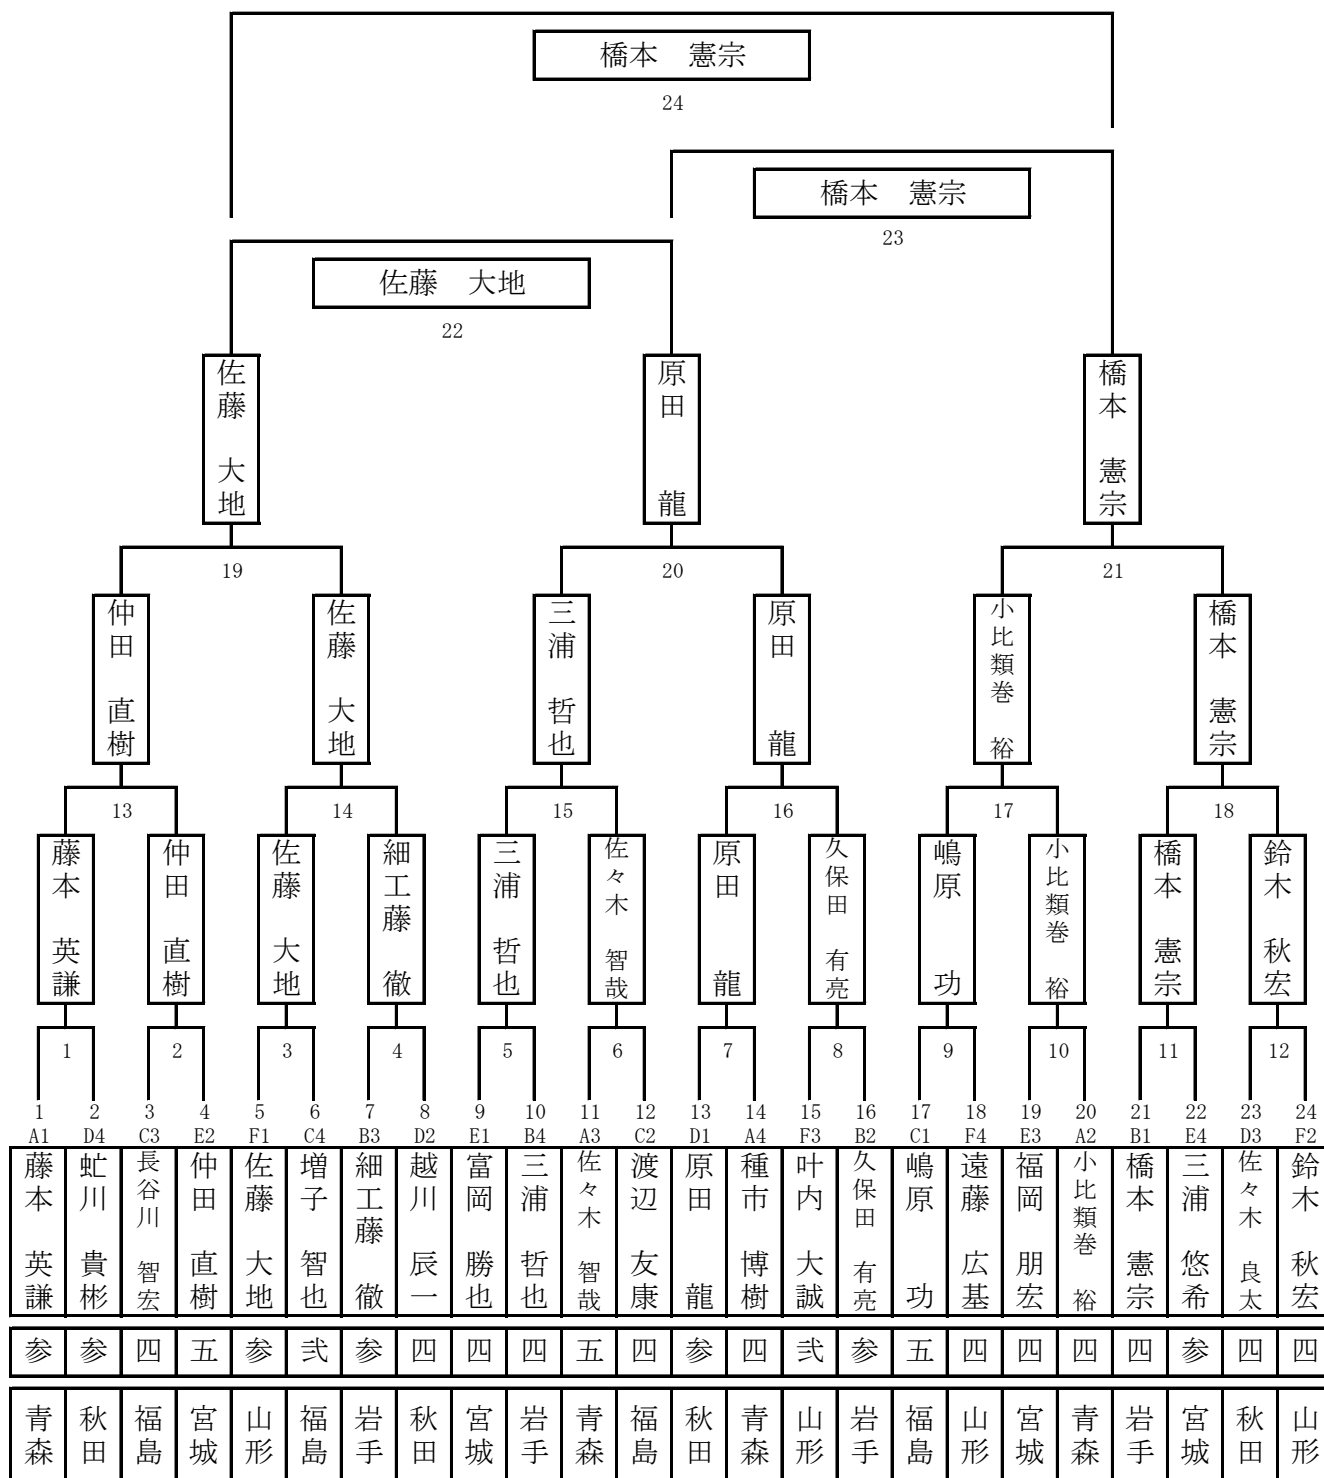 橋本　憲宗
24
橋本　憲宗
23
佐藤　大地
22
佐藤　大地
原田　龍
橋本　憲宗
19
20
21
仲田　直樹
佐藤　大地
三浦　哲也
原田　龍
小比類巻　裕
橋本　憲宗
13
14
15
16
17
18
藤本　英謙
仲田　直樹
佐藤　大地
細工藤　徹
三浦　哲也
佐々木　智哉
原田　龍
久保田　有亮
嶋原　功
小比類巻　裕
橋本　憲宗
鈴木　秋宏
1 2 3 4 5 6 7 8 9 10 11 12
1 2 3 4 5 6 7 8 9 10 11 12 13 14 15 16 17 18 19 20 21 22 23 24
A1 D4 C3 E2 F1 C4 B3 D2 E1 B4 A3 C2 D1 A4 F3 B2 C1 F4 E3 A2 B1 E4 D3 F2
藤本　英謙
虻川　貴彬
長谷川　智宏
仲田　直樹
佐藤　大地
増子　智也
細工藤　徹
越川　辰一
富岡　勝也
三浦　哲也
佐々木　智哉
渡辺　友康
原田　龍
種市　博樹
叶内　大誠
久保田　有亮
嶋原　功
遠藤　広基
福岡　朋宏
小比類巻　裕
橋本　憲宗
三浦　悠希
佐々木　良太
鈴木　秋宏
参 参 四 五 参 弐 参 四 四 四 五 四 参 四 弐 参 五 四 四 四 四 参 四 四
青森 秋田 福島 宮城 山形 福島 岩手 秋田 宮城 岩手 青森 福島 秋田 青森 山形 岩手 福島 山形 宮城 青森 岩手 宮城 秋田 山形